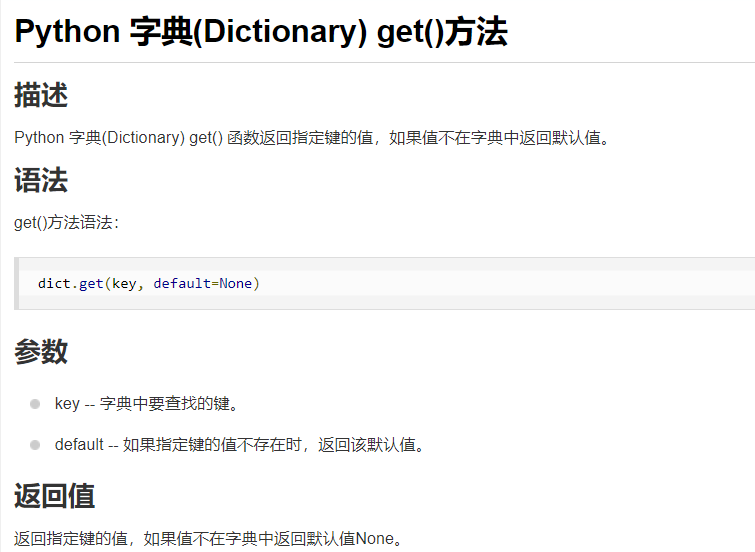 Python 字典(Dictionary) get()方法
描述
Python 字典(Dictionary) get() 函数返回指定键的值，如果值不在字典中返回默认值。
语法
get()方法语法：
dict.get(key, default=None)
参数
key -- 字典中要查找的键。
default -- 如果指定键的值不存在时，返回该默认值。
返回值
返回指定键的值，如果值不在字典中返回默认值None。